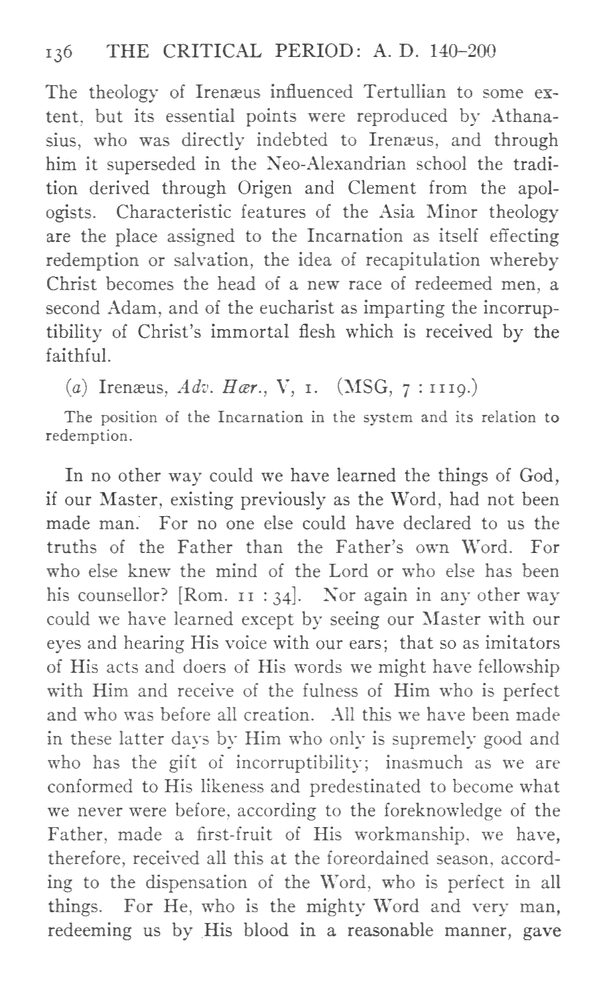 136 THE CRITICAL PERIOD: A. D. 140–200
The theology of Irenæus influenced Tertullian to some ex-
tent, but its essential points were reproduced by Athana-
sius, who was directly indebted to Irenæus, and through
him it superseded in the Neo-Alexandrian school the tradi-
tion derived through Origen and Clement from the apol-
ogists. Characteristic features of the Asia Minor theology
are the place assigned to the Incarnation as itself effecting
redemption or salvation, the idea of recapitulation whereby
Christ becomes the head of a new race of redeemed men, a
second Adam, and of the eucharist as imparting the incorrup-
tibility of Christ's immortal flesh which is received by the
faithful.
(a) Irenæus, Adv. Hær., V, 1. (MSG, 7 : 1119.)
The position of the Incarnation in the system and its relation to
redemption.
In no other way could we have learned the things of God,
if our Master, existing previously as the Word, had not been
made man. For no one else could have declared to us the
truths of the Father than the Father's own Word. For
who else knew the mind of the Lord or who else has been
his counsellor? [Rom. 11 : 34]. Nor again in any other way
could we have learned except by seeing our Master with our
eyes and hearing His voice with our ears; that so as imitators
of His acts and doers of His words we might have fellowship
with Him and receive of the fulness of Him who is perfect
and who was before all creation. All this we have been made
in these latter days by Him who only is supremely good and
who has the gift of incorruptibility; inasmuch as we are
conformed to His likeness and predestinated to become what
we never were before, according to the foreknowledge of the
Father, made a first-fruit of His workmanship, we have,
therefore, received all this at the foreordained season, accord-
ing to the dispensation of the Word, who is perfect in all
things. For He, who is the mighty Word and very man,
redeeming us by His blood in a reasonable manner, gave